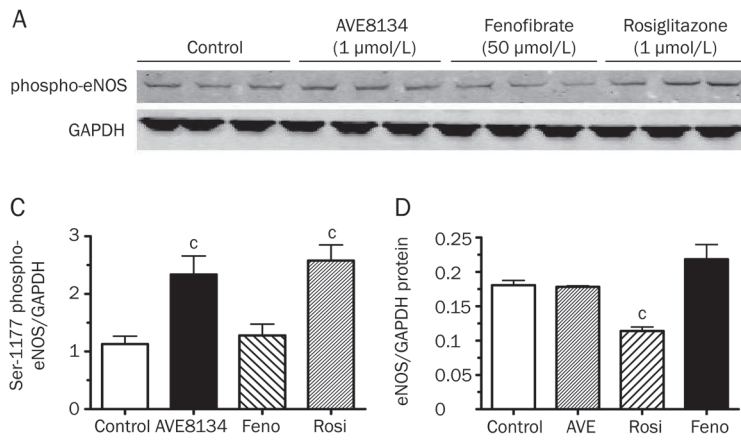 A
Control
AVE8134
(1 μmol/L)
Fenofibrate
(50 μmol/L)
Rosiglitazone
(1 μmol/L)
phospho-eNOS
GAPDH
C
Ser-1177 phospho-
eNOS/GAPDH
3
2
1
0
c
c
Control AVE8134 Feno Rosi
D
eNOS/GAPDH protein
0.25
0.20
0.15
0.10
0.05
0
c
Control AVE Rosi Feno